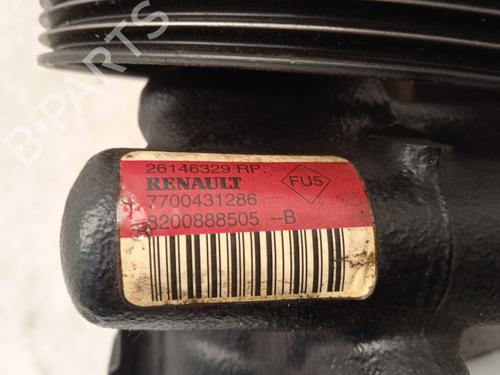 B-PARTS
26146329 RP.
RENAULT
FU5
7700431286
8200888505 --B